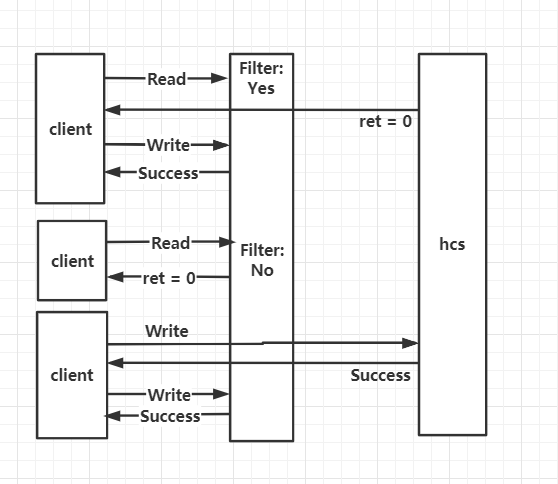 Filter:
Yes
Read
client
ret = 0
Write
Success
hcs
Read
Filter:
No
client
ret = 0
Write
client
Success
Write
Success